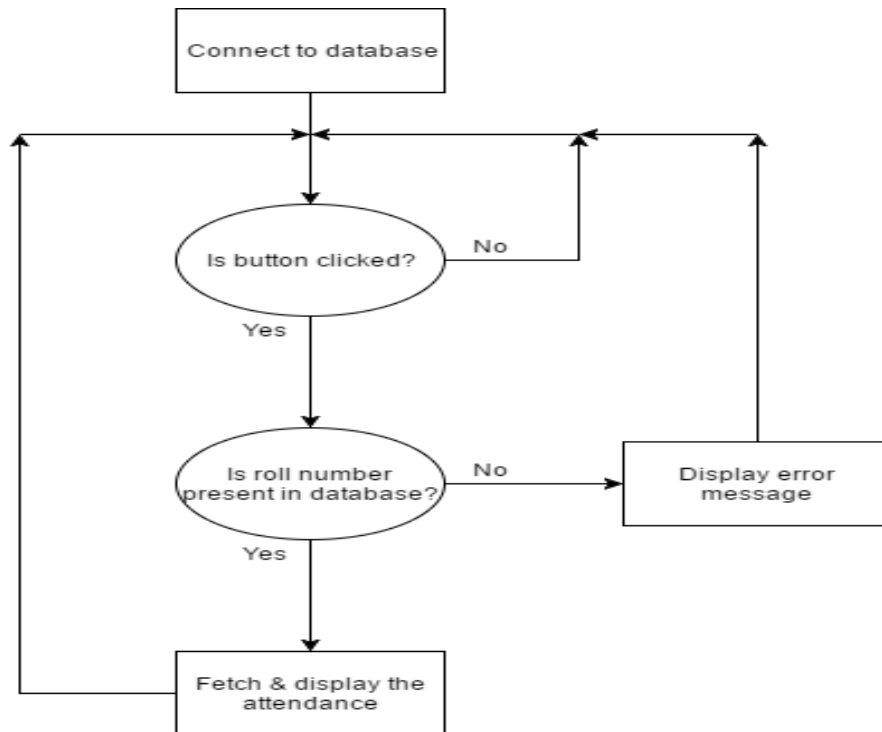 Connect to database
Is button clicked?
No
Yes
Is roll number
present in database?
No
Display error
message
Yes
Fetch & display the
attendance